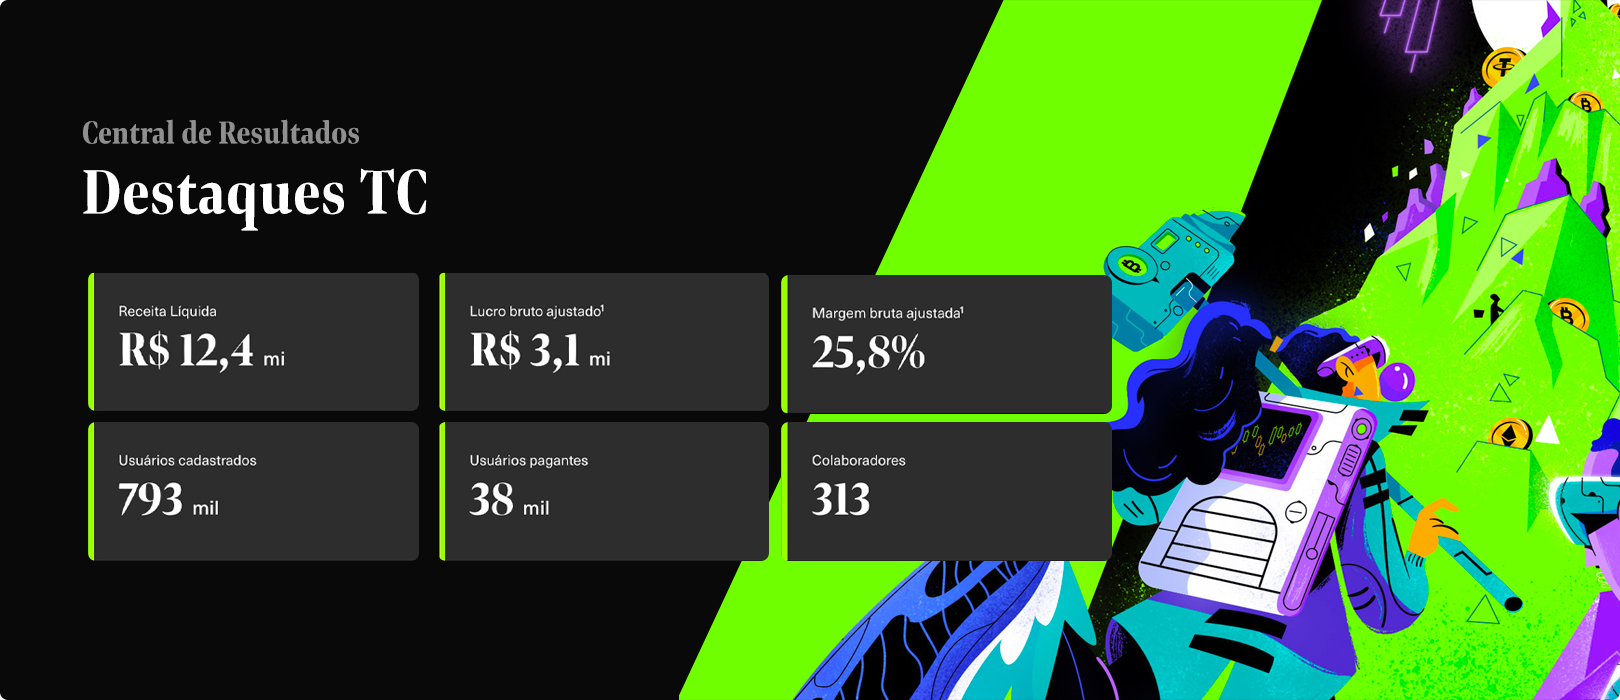 Central de Resultados
Destaques TC
Receita Líquida
R$ 12,4 mi
Lucro bruto ajustado¹
R$ 3,1 mi
Margem bruta ajustada¹
25,8%
Usuários cadastrados
793 mil
Usuários pagantes
38 mil
Colaboradores
313